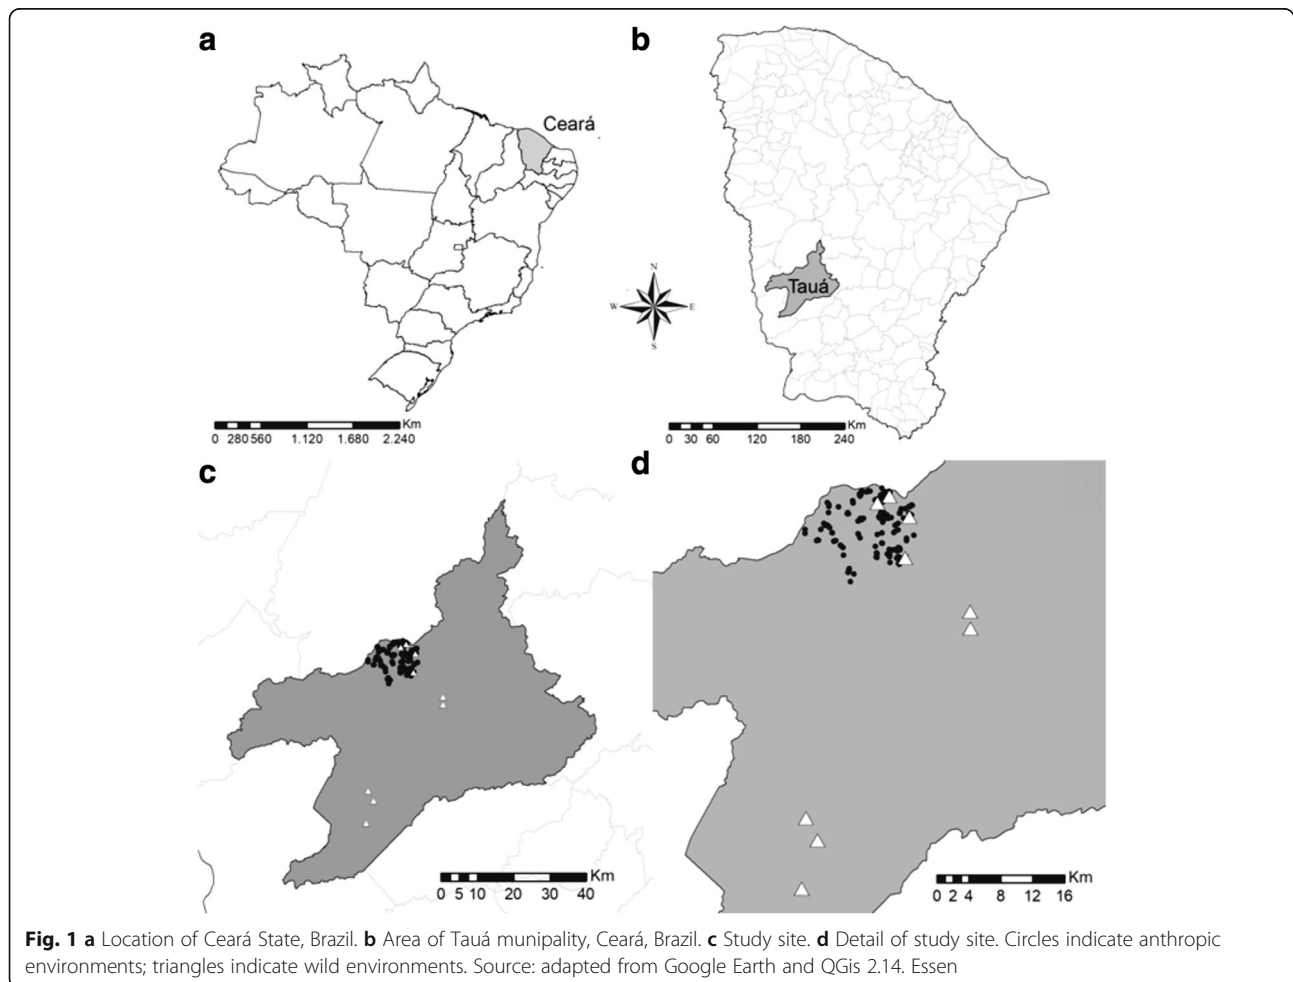 a
Ceará
Km
0 280 560 1.120 1.680 2.240
b
Tauá
N
W E
S
Km
0 30 60 120 180 240
c
Km
0 5 10 20 30 40
d
Km
0 2 4 8 12 16
Fig. 1 a Location of Ceará State, Brazil. b Area of Tauá munipality, Ceará, Brazil. c Study site. d Detail of study site. Circles indicate anthropic
environments; triangles indicate wild environments. Source: adapted from Google Earth and QGis 2.14. Essen